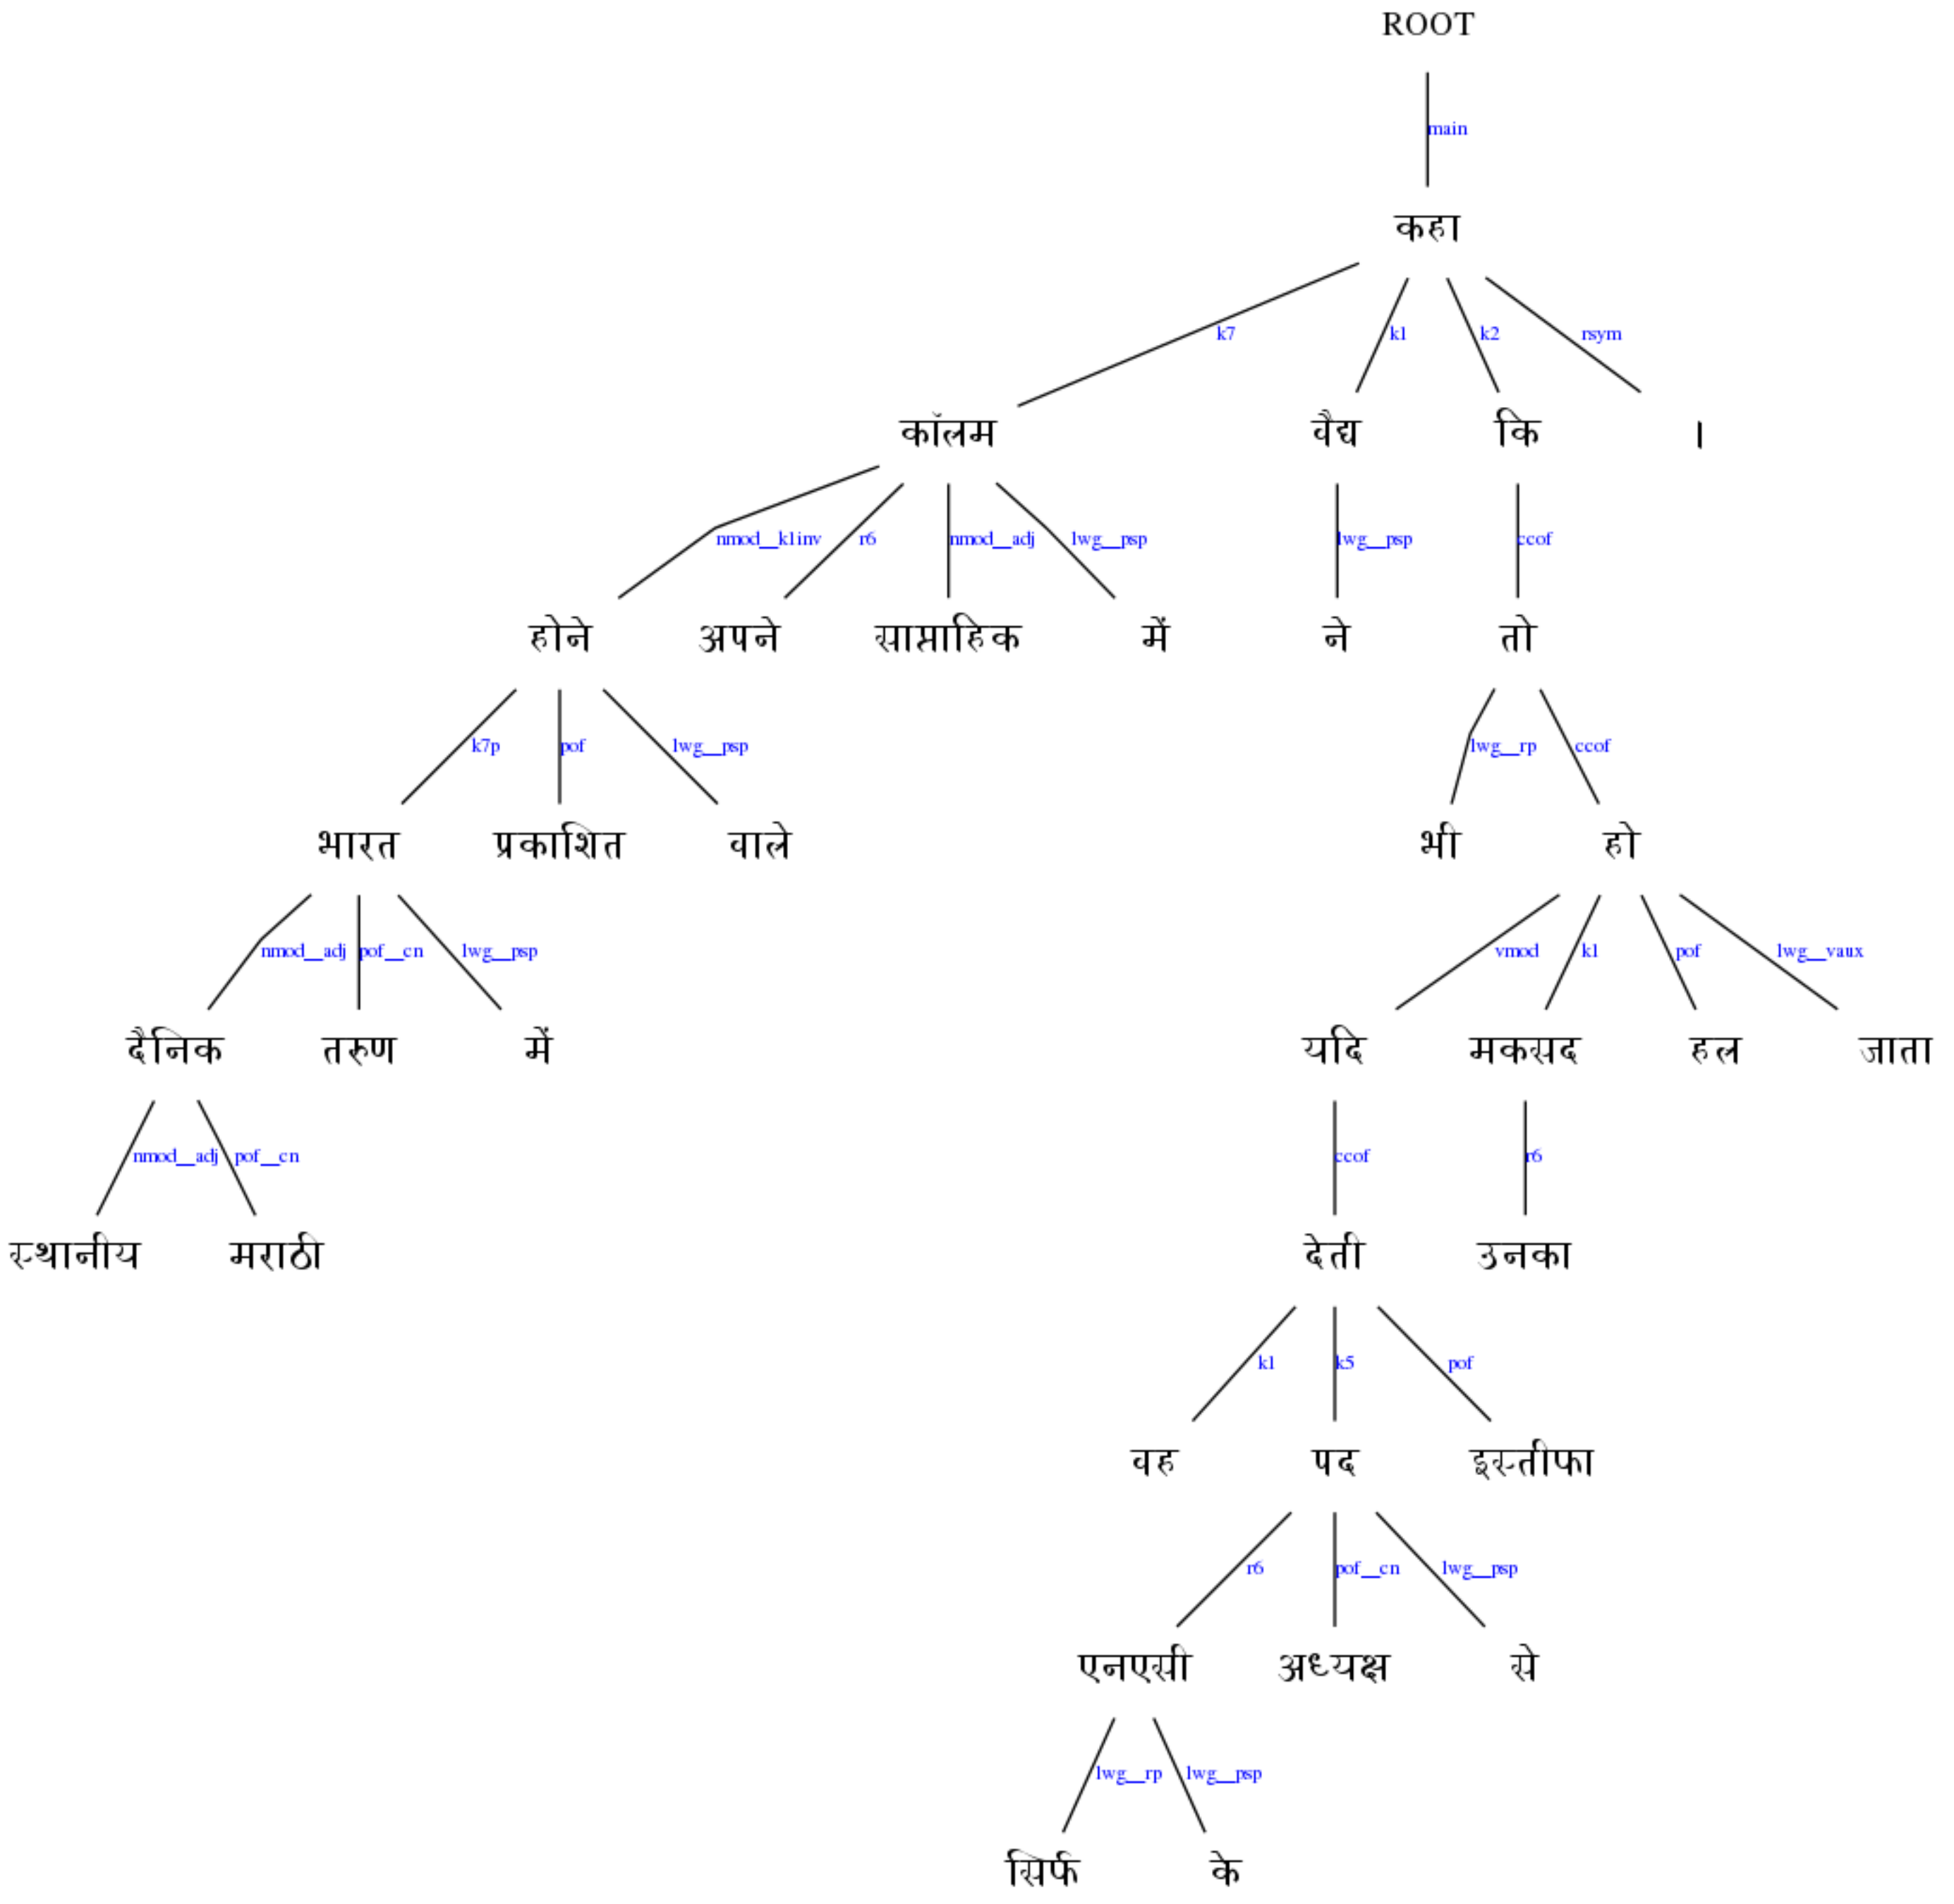 ROOT
main
कहा
k7 k1 k2 rsym
कॉलम वैद्य कि ।
nmod__k1inv r6 nmod__adj lwg__psp lwg__psp ccof
होने अपने साप्ताहिक में ने तो
k7p pof lwg__psp lwg__rp ccof
भारत प्रकाशित वाले भी हो
nmod__adj pof__cn lwg__psp vmod k1 pof lwg__vaux
दैनिक तरुण में यदि मकसद हल जाता
nmod__adj pof__cn ccof r6
स्थानीय मराठी देती उनका
k1 k5 pof
वह पद इस्तीफा
r6 pof__cn lwg__psp
एनएसी अध्यक्ष से
lwg__rp lwg__psp
सिर्फ के